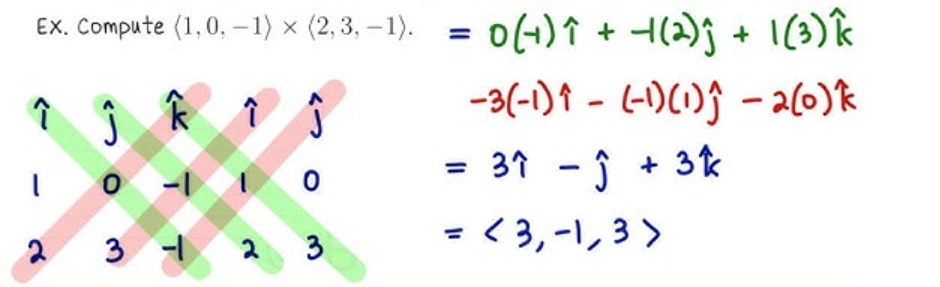 Ex. Compute ⟨1, 0, −1⟩ × ⟨2, 3, −1⟩.
î ĵ k̂ î ĵ
1 0 -1 1 0
2 3 -1 2 3
= 0(-1)î + -1(2)ĵ + 1(3)k̂
-3(-1)î - (-1)(1)ĵ - 2(0)k̂
= 3î - ĵ + 3k̂
= < 3, -1, 3 >